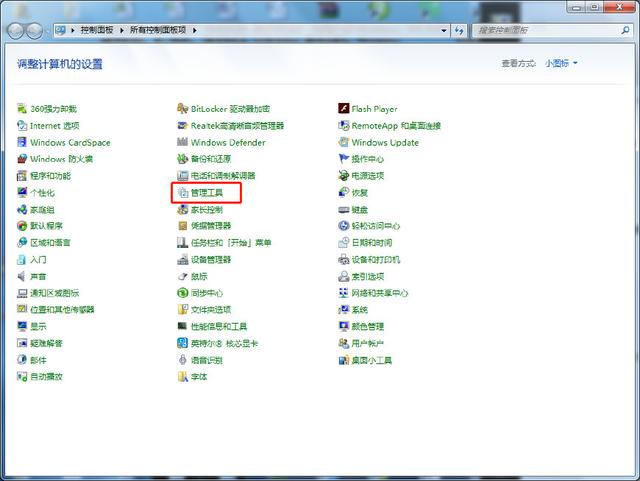 控制面板 ▸ 所有控制面板项 ▸
搜索控制面板
调整计算机的设置
查看方式: 小图标
360强力卸载 BitLocker 驱动器加密 Flash Player
Internet 选项 Realtek高清晰音频管理器 RemoteApp 和桌面连接
Windows CardSpace Windows Defender Windows Update
Windows 防火墙 备份和还原 操作中心
程序和功能 电话和调制解调器 电源选项
个性化 管理工具 恢复
家庭组 家长控制 键盘
默认程序 凭据管理器 轻松访问中心
区域和语言 任务栏和「开始」菜单 日期和时间
入门 设备管理器 设备和打印机
声音 鼠标 索引选项
通知区域图标 同步中心 网络和共享中心
位置和其他传感器 文件夹选项 系统
显示 性能信息和工具 颜色管理
疑难解答 英特尔® 核芯显卡 用户帐户
邮件 语音识别 桌面小工具
自动播放 字体